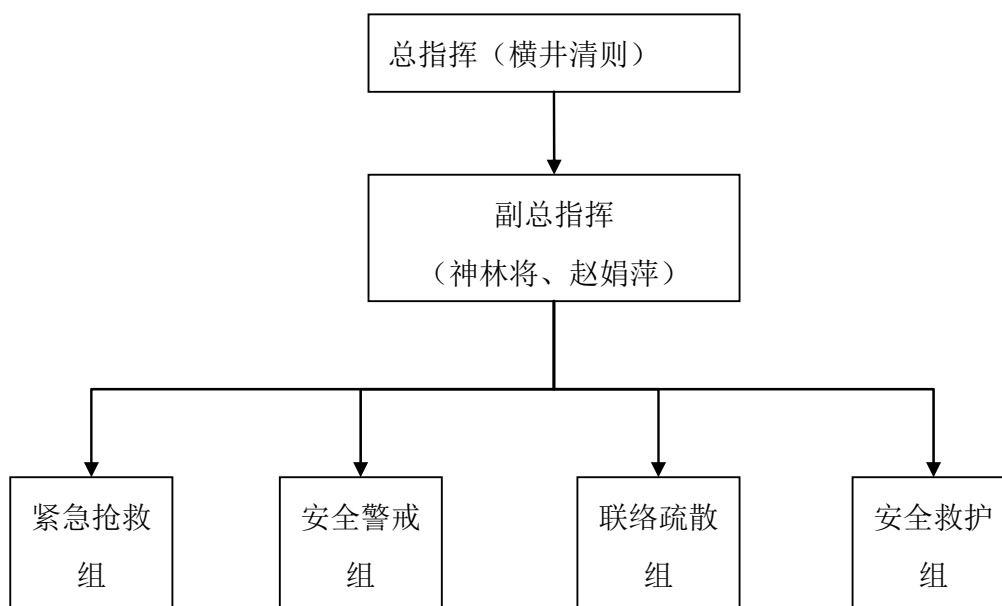 总指挥（横井清则）
副总指挥
（神林将、赵娟萍）
紧急抢救
组
安全警戒
组
联络疏散
组
安全救护
组